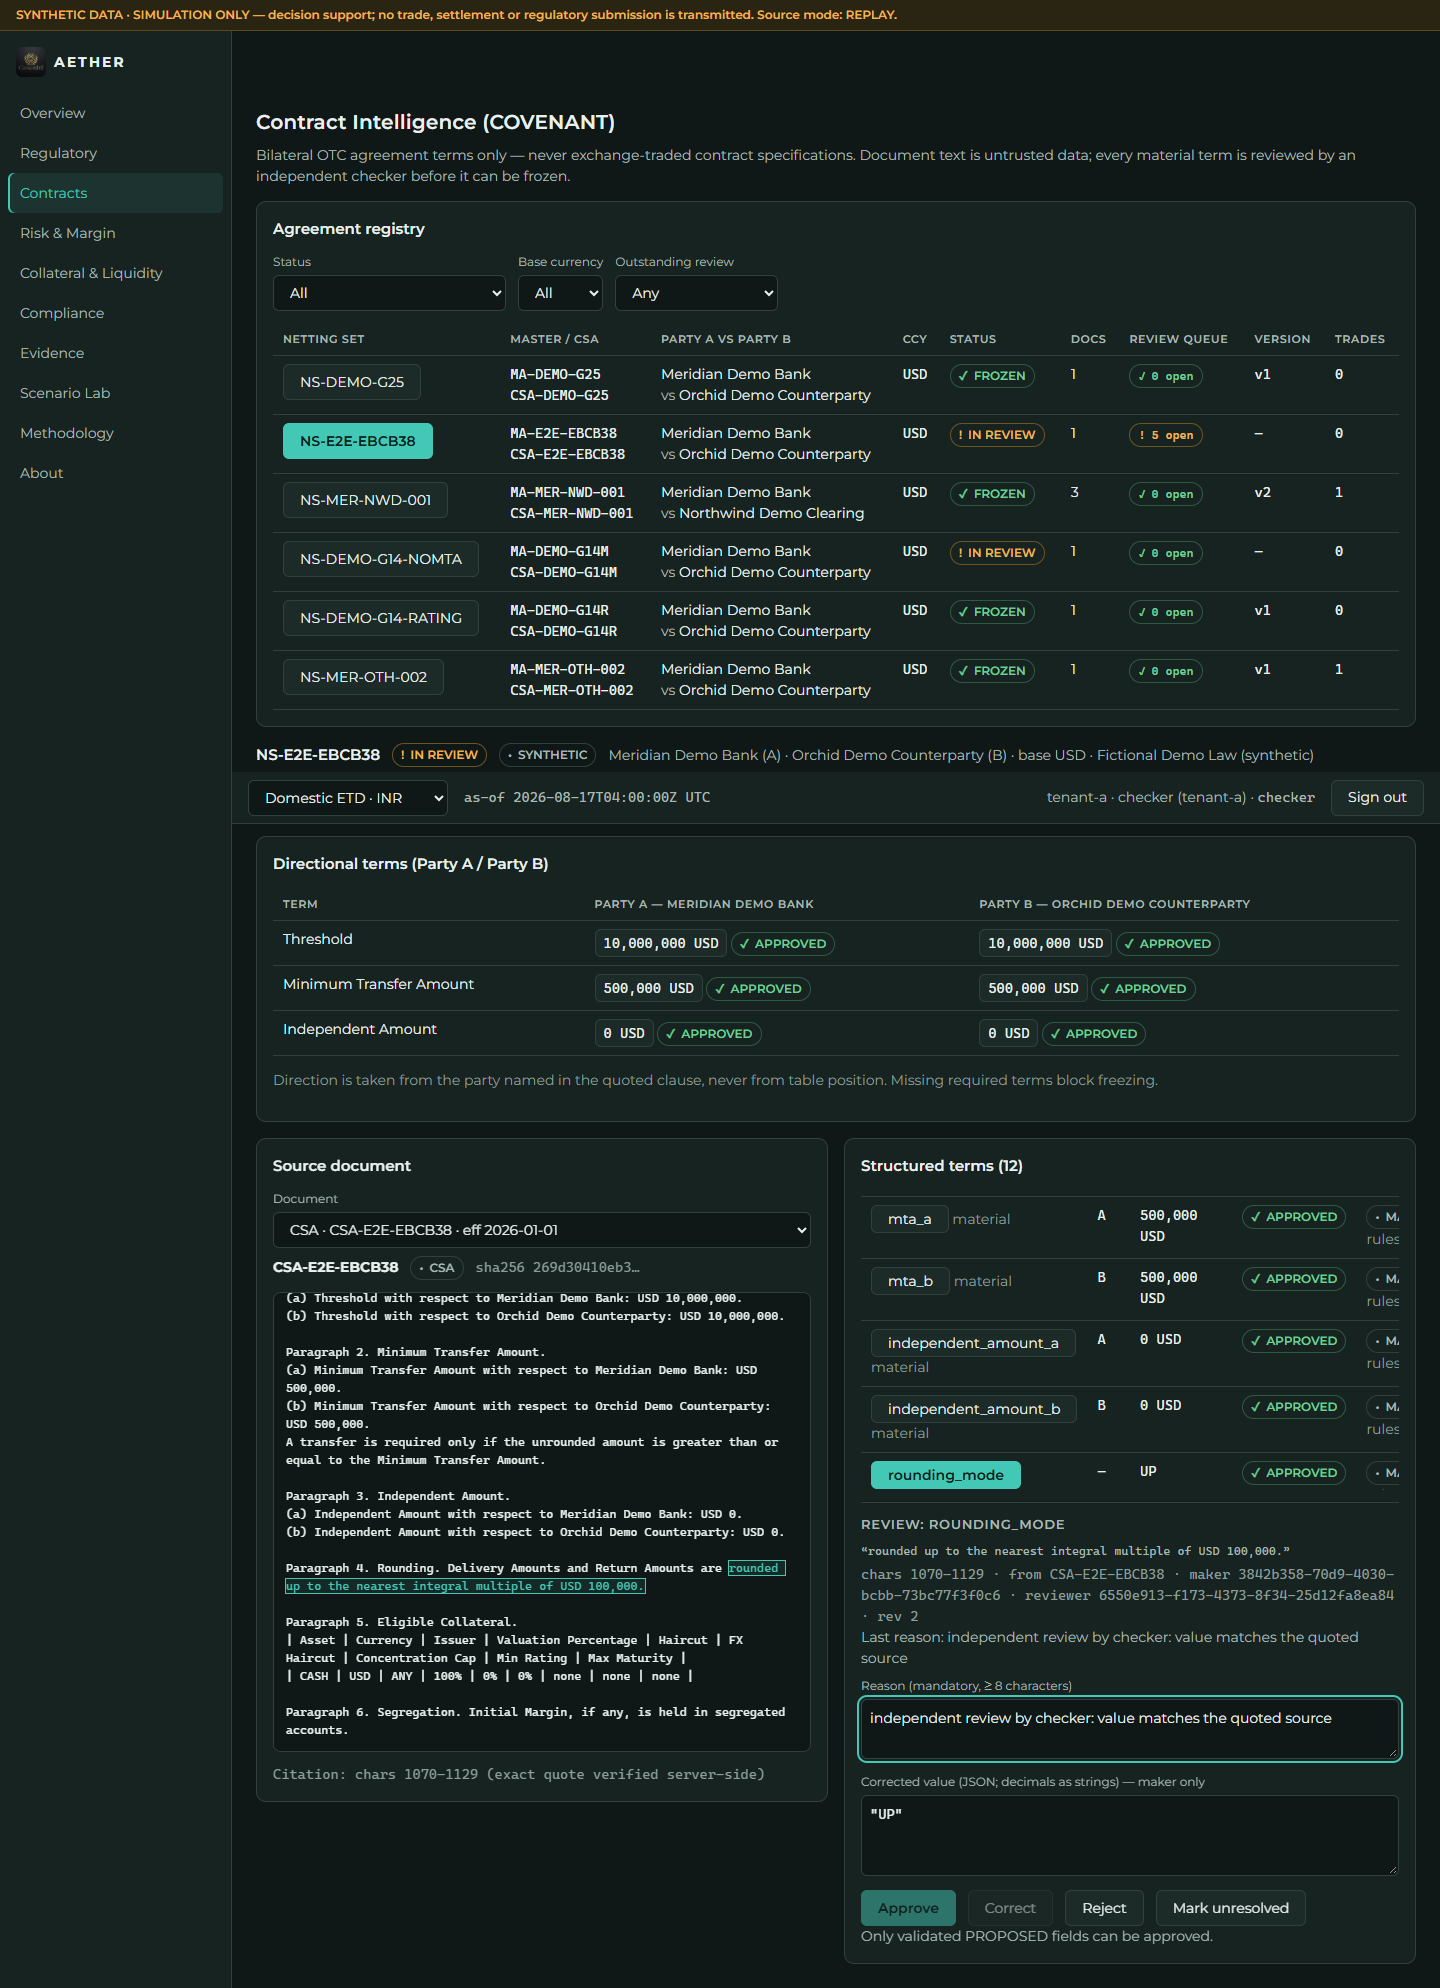 SYNTHETIC DATA · SIMULATION ONLY — decision support; no trade, settlement or regulatory submission is transmitted. Source mode: REPLAY.
AETHER
Overview
Regulatory
Contracts
Risk & Margin
Collateral & Liquidity
Compliance
Evidence
Scenario Lab
Methodology
About
Contract Intelligence (COVENANT)
Bilateral OTC agreement terms only — never exchange-traded contract specifications. Document text is untrusted data; every material term is reviewed by an
independent checker before it can be frozen.
Agreement registry
Status Base currency Outstanding review
All All Any
NETTING SET MASTER / CSA PARTY A VS PARTY B CCY STATUS DOCS REVIEW QUEUE VERSION TRADES
NS-DEMO-G25 MA-DEMO-G25 Meridian Demo Bank USD ✓ FROZEN 1 ✓ 0 open v1 0
CSA-DEMO-G25 vs Orchid Demo Counterparty
NS-E2E-EBCB38 MA-E2E-EBCB38 Meridian Demo Bank USD ! IN REVIEW 1 ! 5 open — 0
CSA-E2E-EBCB38 vs Orchid Demo Counterparty
NS-MER-NWD-001 MA-MER-NWD-001 Meridian Demo Bank USD ✓ FROZEN 3 ✓ 0 open v2 1
CSA-MER-NWD-001 vs Northwind Demo Clearing
NS-DEMO-G14-NOMTA MA-DEMO-G14M Meridian Demo Bank USD ! IN REVIEW 1 ✓ 0 open — 0
CSA-DEMO-G14M vs Orchid Demo Counterparty
NS-DEMO-G14-RATING MA-DEMO-G14R Meridian Demo Bank USD ✓ FROZEN 1 ✓ 0 open v1 0
CSA-DEMO-G14R vs Orchid Demo Counterparty
NS-MER-OTH-002 MA-MER-OTH-002 Meridian Demo Bank USD ✓ FROZEN 1 ✓ 0 open v1 1
CSA-MER-OTH-002 vs Orchid Demo Counterparty
NS-E2E-EBCB38 ! IN REVIEW • SYNTHETIC Meridian Demo Bank (A) · Orchid Demo Counterparty (B) · base USD · Fictional Demo Law (synthetic)
Domestic ETD · INR as-of 2026-08-17T04:00:00Z UTC tenant-a · checker (tenant-a) · checker Sign out
Directional terms (Party A / Party B)
TERM PARTY A — MERIDIAN DEMO BANK PARTY B — ORCHID DEMO COUNTERPARTY
Threshold 10,000,000 USD ✓ APPROVED 10,000,000 USD ✓ APPROVED
Minimum Transfer Amount 500,000 USD ✓ APPROVED 500,000 USD ✓ APPROVED
Independent Amount 0 USD ✓ APPROVED 0 USD ✓ APPROVED
Direction is taken from the party named in the quoted clause, never from table position. Missing required terms block freezing.
Source document
Document
CSA · CSA-E2E-EBCB38 · eff 2026-01-01
CSA-E2E-EBCB38 • CSA sha256 269d30410eb3…
(a) Threshold with respect to Meridian Demo Bank: USD 10,000,000.
(b) Threshold with respect to Orchid Demo Counterparty: USD 10,000,000.
Paragraph 2. Minimum Transfer Amount.
(a) Minimum Transfer Amount with respect to Meridian Demo Bank: USD
500,000.
(b) Minimum Transfer Amount with respect to Orchid Demo Counterparty:
USD 500,000.
A transfer is required only if the unrounded amount is greater than or
equal to the Minimum Transfer Amount.
Paragraph 3. Independent Amount.
(a) Independent Amount with respect to Meridian Demo Bank: USD 0.
(b) Independent Amount with respect to Orchid Demo Counterparty: USD 0.
Paragraph 4. Rounding. Delivery Amounts and Return Amounts are rounded
up to the nearest integral multiple of USD 100,000.
Paragraph 5. Eligible Collateral.
| Asset | Currency | Issuer | Valuation Percentage | Haircut | FX
Haircut | Concentration Cap | Min Rating | Max Maturity |
| CASH | USD | ANY | 100% | 0% | 0% | none | none | none |
Paragraph 6. Segregation. Initial Margin, if any, is held in segregated
accounts.
Citation: chars 1070-1129 (exact quote verified server-side)
Structured terms (12)
mta_a material A 500,000 ✓ APPROVED • MA
USD rules
mta_b material B 500,000 ✓ APPROVED • MA
USD rules
independent_amount_a A 0 USD ✓ APPROVED • MA
material rules
independent_amount_b B 0 USD ✓ APPROVED • MA
material rules
rounding_mode — UP ✓ APPROVED • MA
REVIEW: ROUNDING_MODE
“rounded up to the nearest integral multiple of USD 100,000.”
chars 1070-1129 · from CSA-E2E-EBCB38 · maker 3842b358-70d9-4030-
bcbb-73bc77f3f0c6 · reviewer 6550e913-f173-4373-8f34-25d12fa8ea84
· rev 2
Last reason: independent review by checker: value matches the quoted
source
Reason (mandatory, ≥ 8 characters)
independent review by checker: value matches the quoted source
Corrected value (JSON; decimals as strings) — maker only
"UP"
Approve Correct Reject Mark unresolved
Only validated PROPOSED fields can be approved.